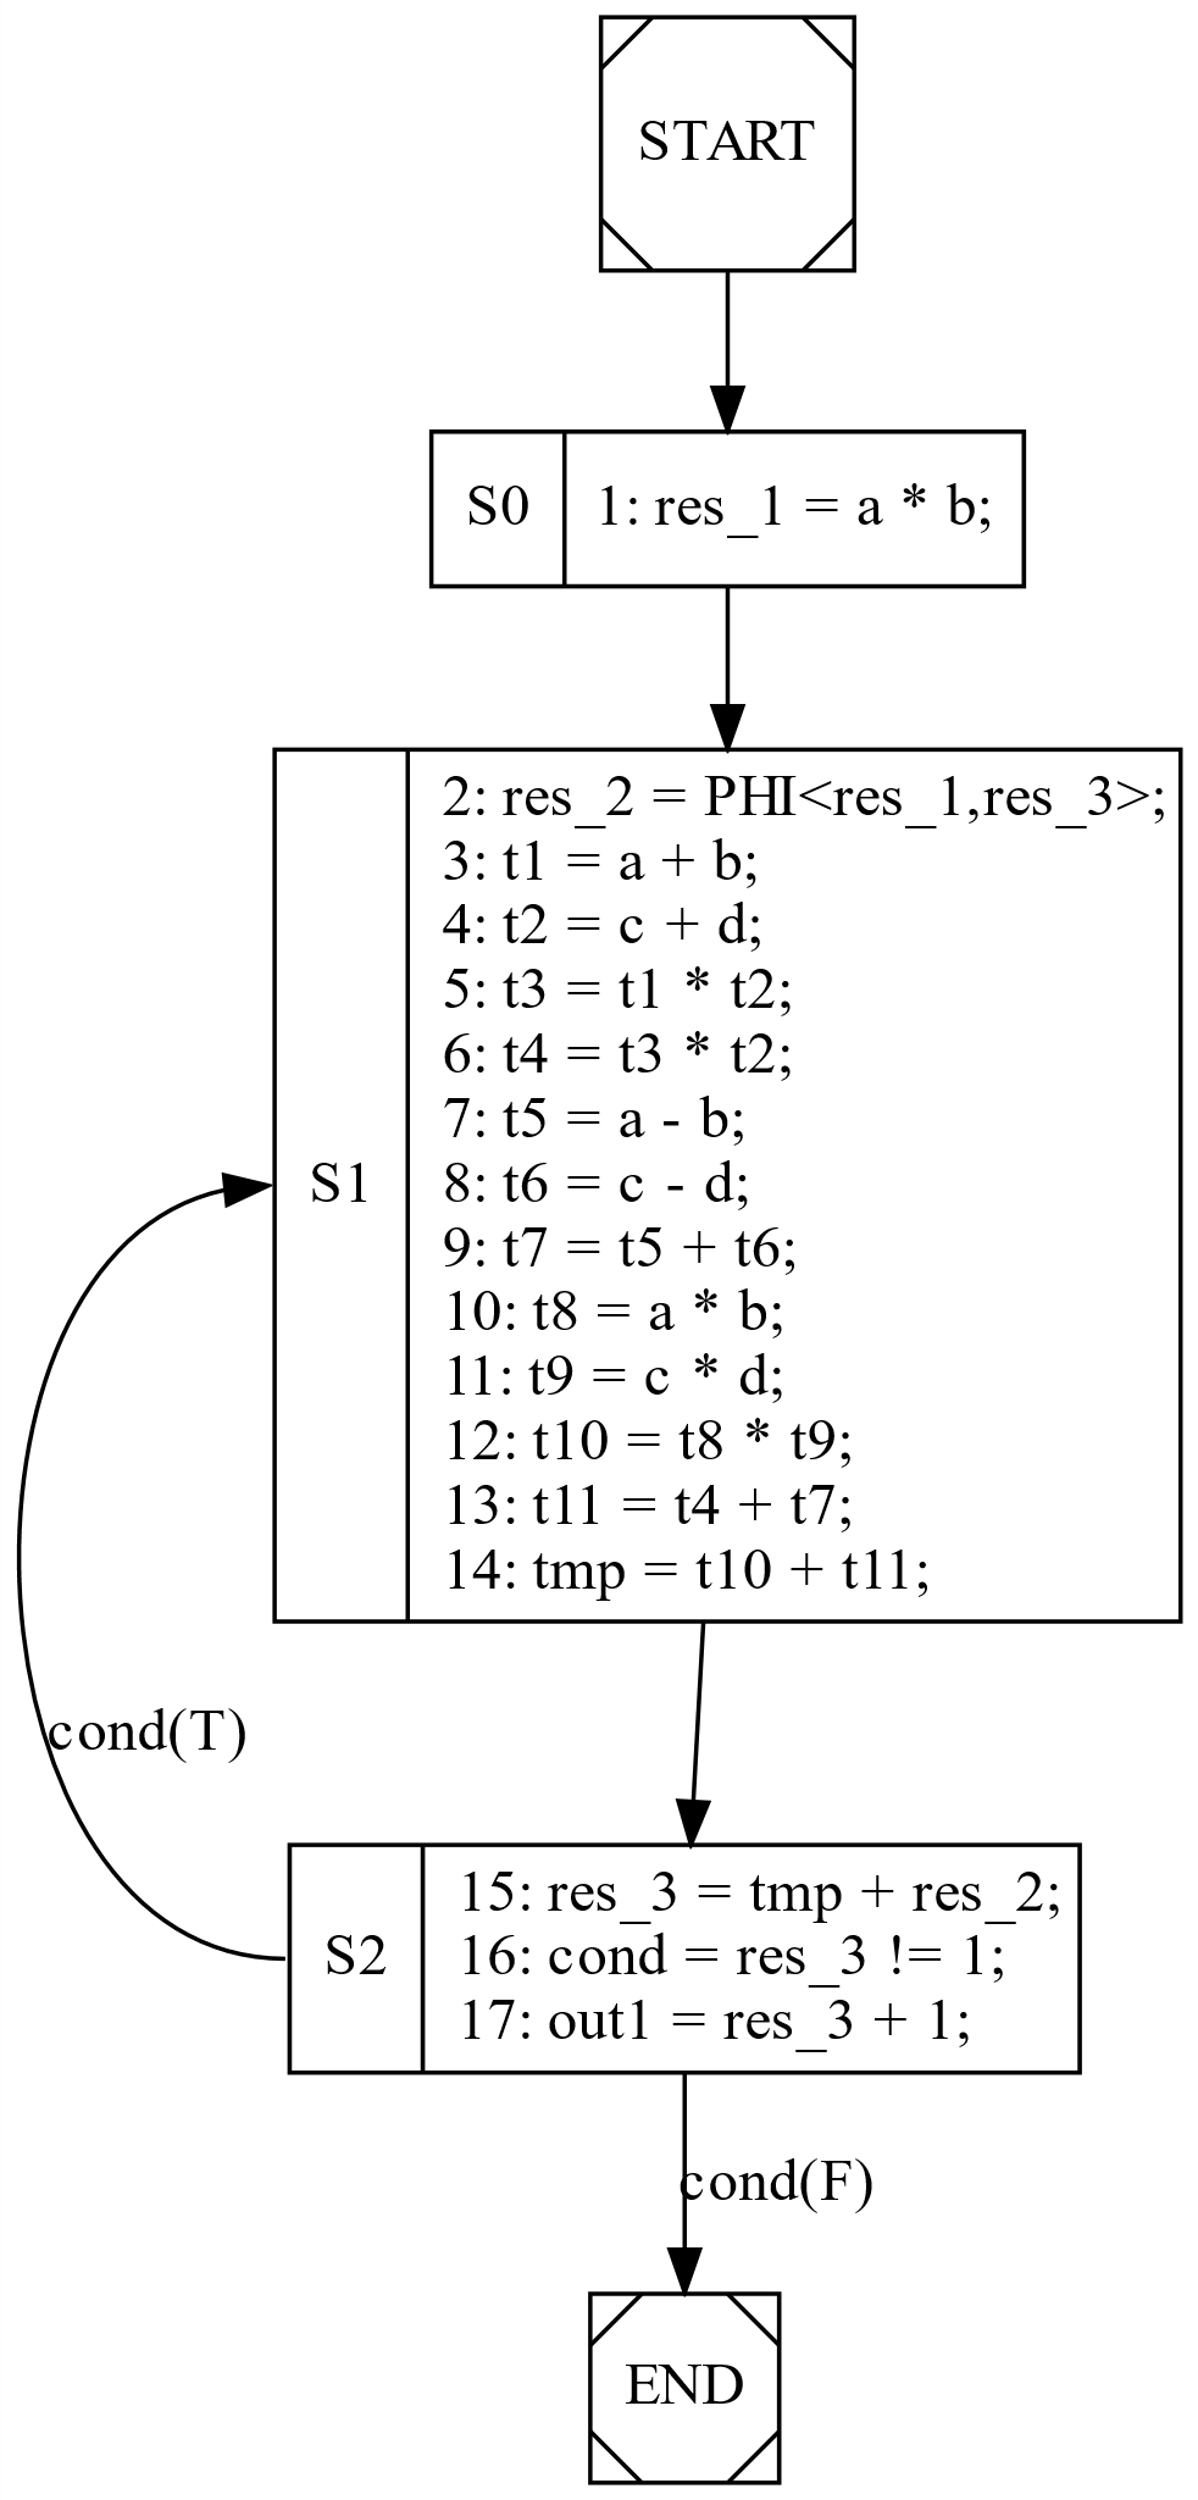 START
S0
1: res_1 = a * b;
S1
2: res_2 = PHI<res_1,res_3>;
3: t1 = a + b;
4: t2 = c + d;
5: t3 = t1 * t2;
6: t4 = t3 * t2;
7: t5 = a - b;
8: t6 = c - d;
9: t7 = t5 + t6;
10: t8 = a * b;
11: t9 = c * d;
12: t10 = t8 * t9;
13: t11 = t4 + t7;
14: tmp = t10 + t11;
cond(T)
S2
15: res_3 = tmp + res_2;
16: cond = res_3 != 1;
17: out1 = res_3 + 1;
cond(F)
END